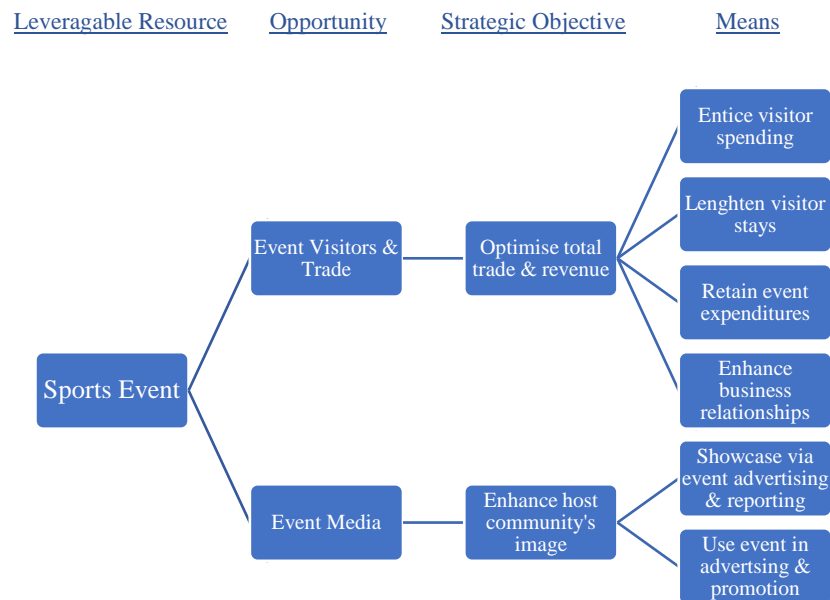 Leveragable Resource
Opportunity
Strategic Objective
Means
Entice visitor
spending
Lenghten visitor
stays
Event Visitors &
Trade
Optimise total
trade & revenue
Retain event
expenditures
Sports Event
Enhance
business
relationships
Showcase via
event advertising
& reporting
Event Media
Enhance host
community's
image
Use event in
advertsing &
promotion